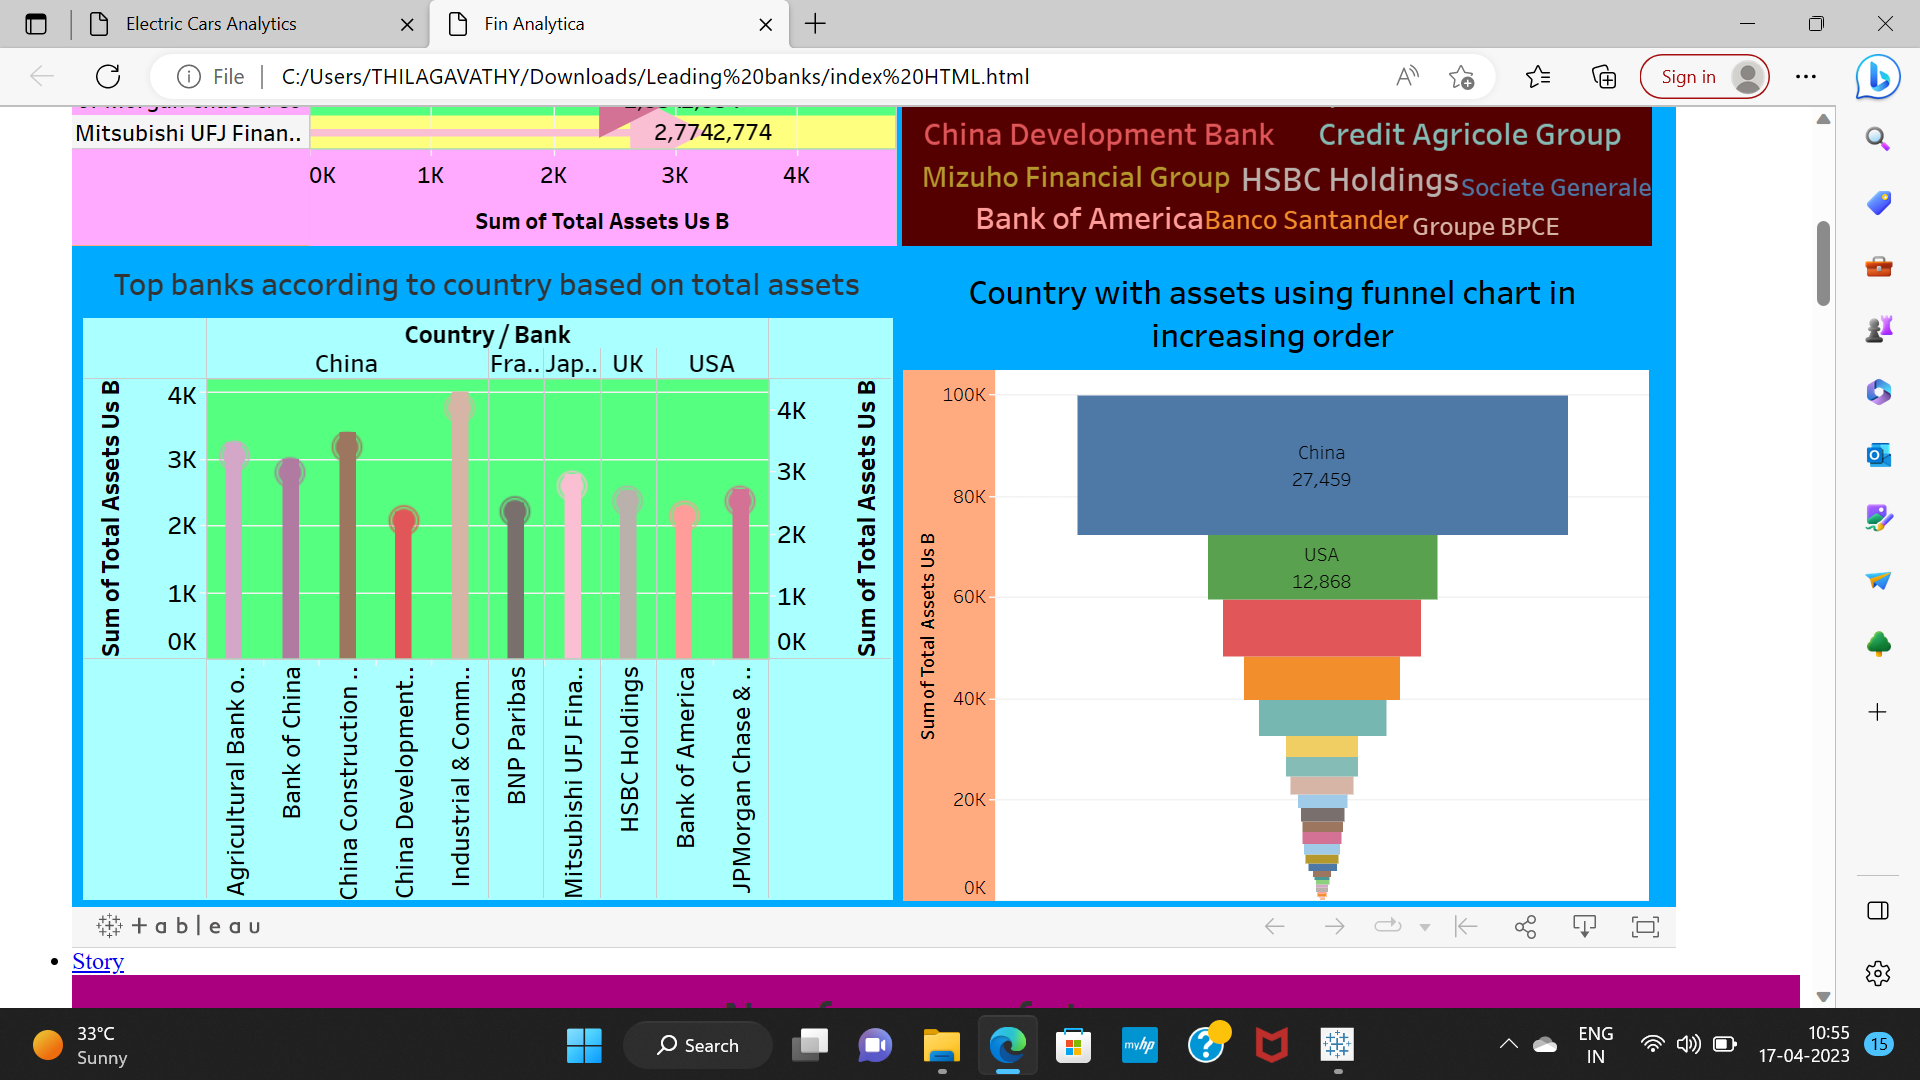 Electric Cars Analytics
Fin Analytica
File
C:/Users/THILAGAVATHY/Downloads/Leading%20banks/index%20HTML.html
Sign in
Mitsubishi UFJ Finan..
2,7742,774
0K 1K 2K 3K 4K
Sum of Total Assets Us B
China Development Bank Credit Agricole Group
Mizuho Financial Group HSBC Holdings Societe Generale
Bank of America Banco Santander Groupe BPCE
Top banks according to country based on total assets
Country / Bank
China Fra.. Jap.. UK USA
Sum of Total Assets Us B
4K
3K
2K
1K
0K
4K
3K
2K
1K
0K
Sum of Total Assets Us B
Agricultural Bank o..
Bank of China
China Construction ..
China Development..
Industrial & Comm..
BNP Paribas
Mitsubishi UFJ Fina..
HSBC Holdings
Bank of America
JPMorgan Chase & ..
Country with assets using funnel chart in
increasing order
Sum of Total Assets Us B
100K
80K
60K
40K
20K
0K
China
27,459
USA
12,868
+ableau
Story
33°C
Sunny
Search
myhp
ENG
IN
10:55
17-04-2023
15